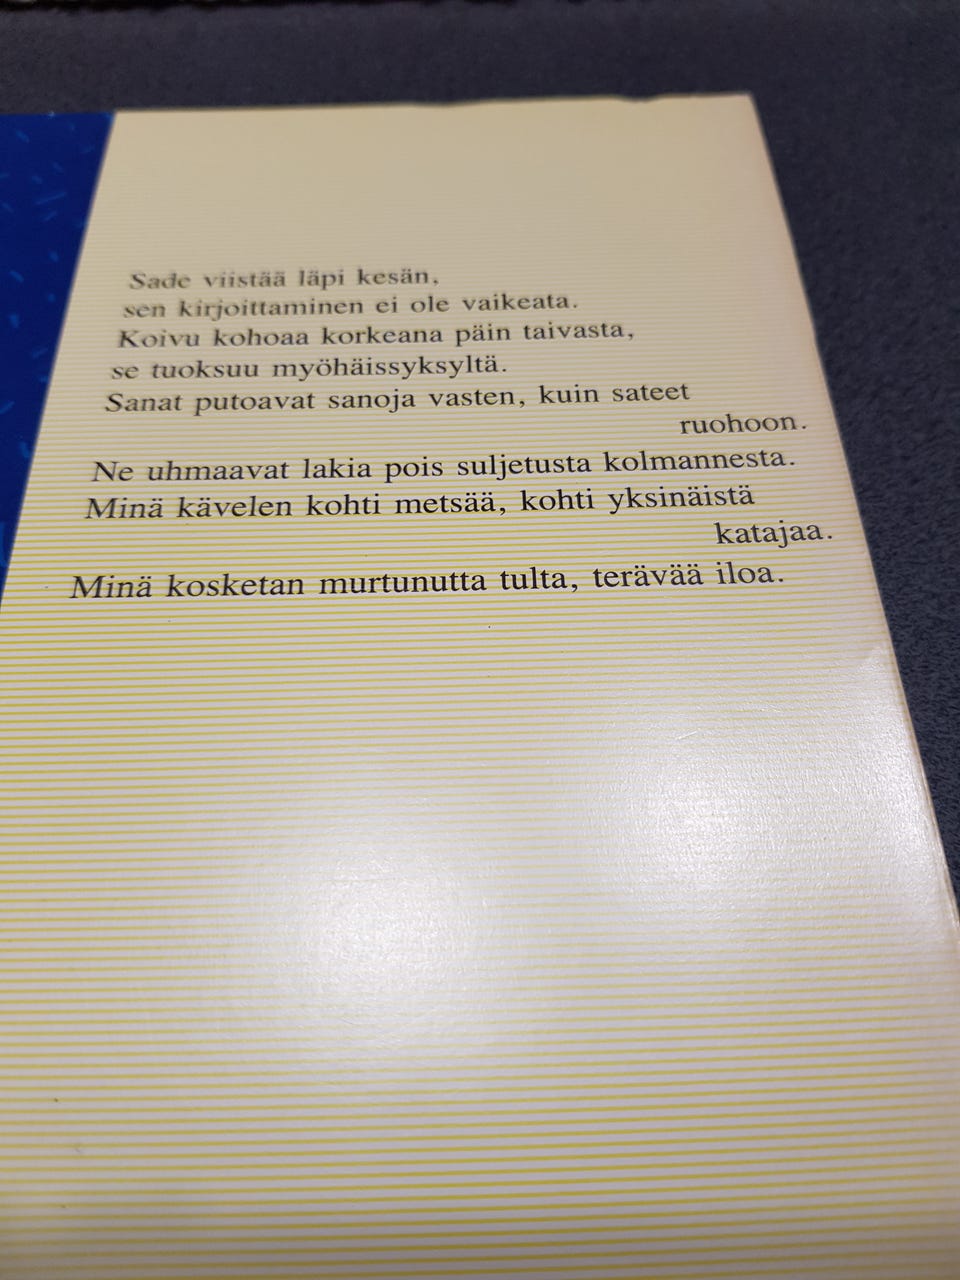 Sade viistää läpi kesän,
sen kirjoittaminen ei ole vaikeata.
Koivu kohoaa korkeana päin taivasta,
se tuoksuu myöhäissyksyltä.
Sanat putoavat sanoja vasten, kuin sateet
ruohoon.
Ne uhmaavat lakia pois suljetusta kolmannesta.
Minä kävelen kohti metsää, kohti yksinäistä
katajaa.
Minä kosketan murtunutta tulta, terävää iloa.